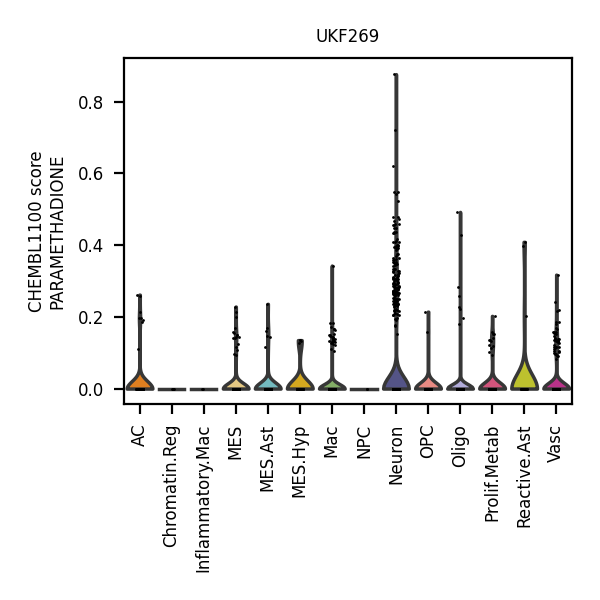 UKF269
CHEMBL1100 score
PARAMETHADIONE
0.8
0.6
0.4
0.2
0.0
AC
Chromatin.Reg
Inflammatory.Mac
MES
MES.Ast
MES.Hyp
Mac
NPC
Neuron
OPC
Oligo
Prolif.Metab
Reactive.Ast
Vasc